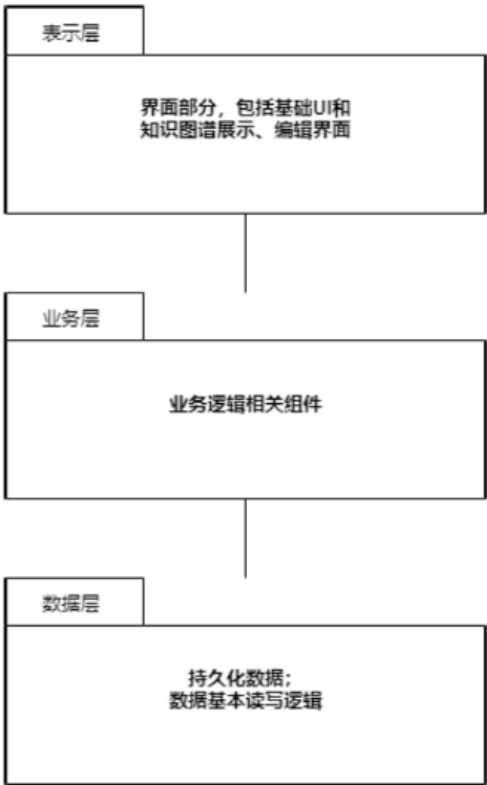 表示层
界面部分，包括基础UI和
知识图谱展示、编辑界面
业务层
业务逻辑相关组件
数据层
持久化数据；
数据基本读写逻辑